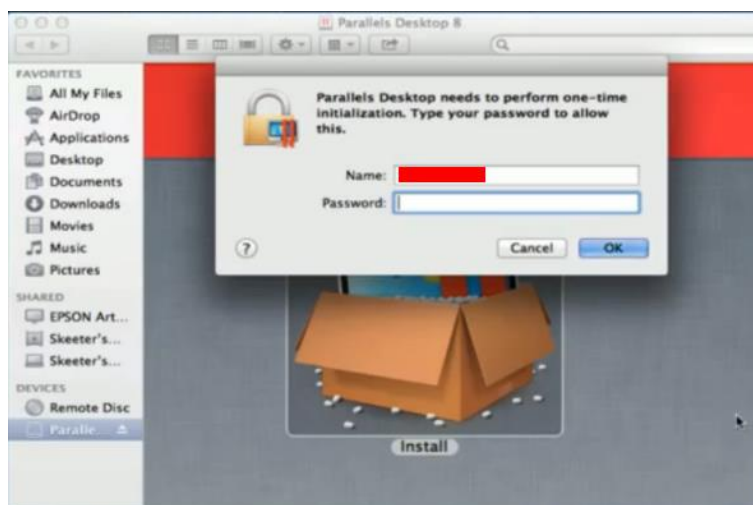 Parallels Desktop 8
FAVORITES
All My Files
AirDrop
Applications
Desktop
Documents
Downloads
Movies
Music
Pictures
SHARED
EPSON Art...
Skeeter's...
Skeeter's...
DEVICES
Remote Disc
Paralle...
Parallels Desktop needs to perform one-time
initialization. Type your password to allow
this.
Name:
Password:
?
Cancel
OK
Install